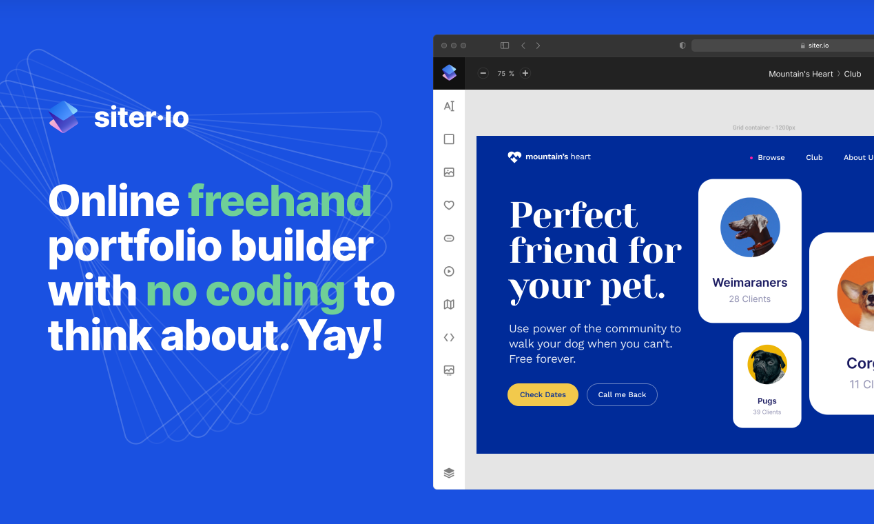 siter·io
Online freehand
portfolio builder
with no coding to
think about. Yay!
siter.io
75 %
Mountain's Heart 〉 Club
AI
Grid container - 1200px
mountain's heart
Browse
Club
About U
Perfect
friend for
your pet.
Use power of the community to
walk your dog when you can't.
Free forever.
Check Dates
Call me Back
Weimaraners
28 Clients
Pugs
39 Clients
Corg
11 Cl